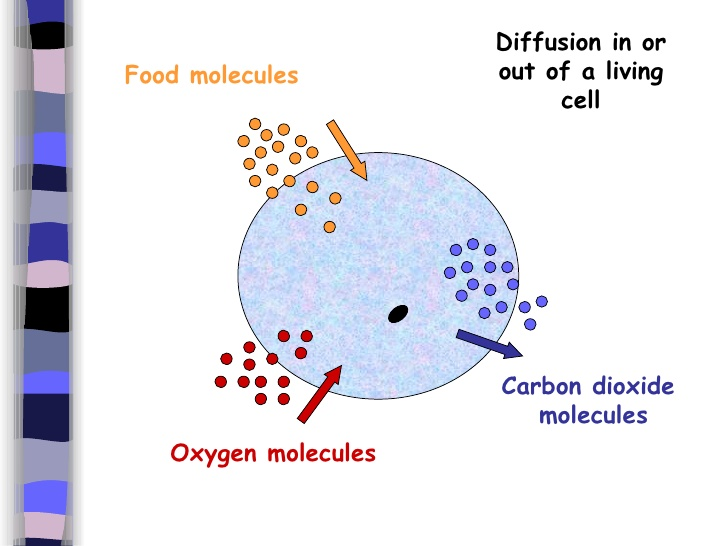 Diffusion in or
out of a living
cell
Food molecules
Carbon dioxide
molecules
Oxygen molecules